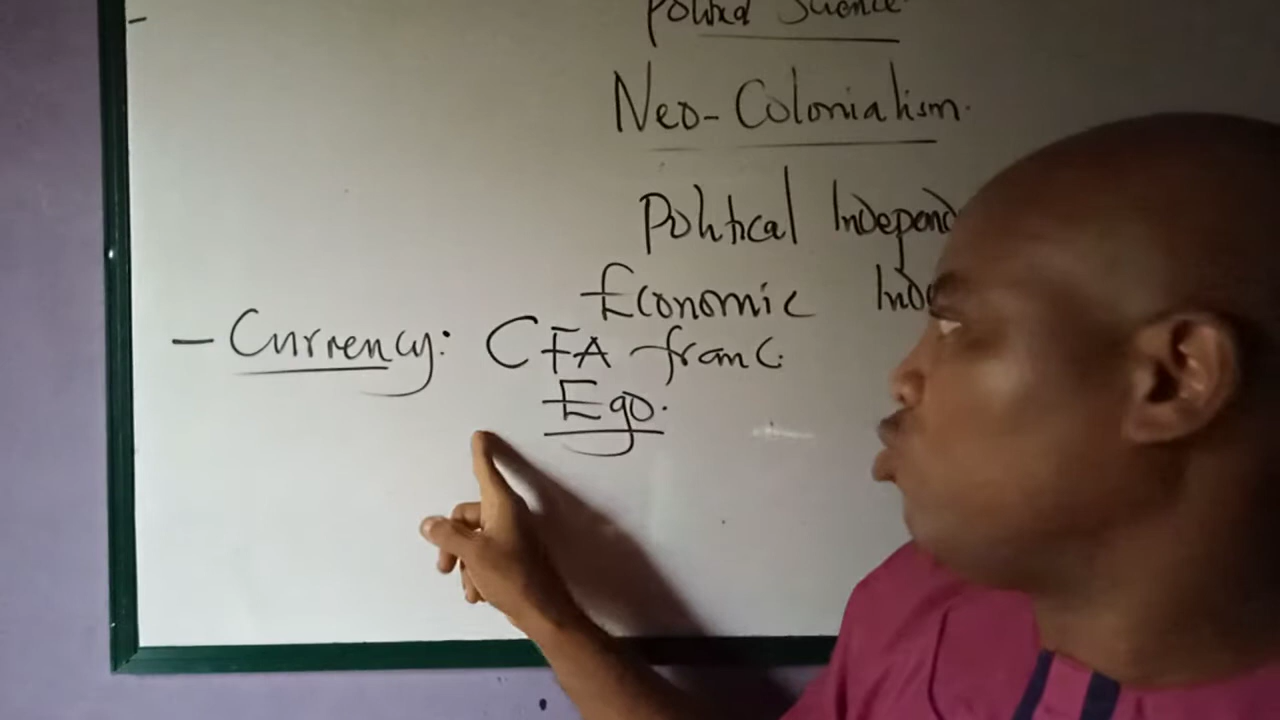 Political Science
Neo-Colonialism.
Political Independ
Economic Inde
- Currency: CFA franc.
Ego.